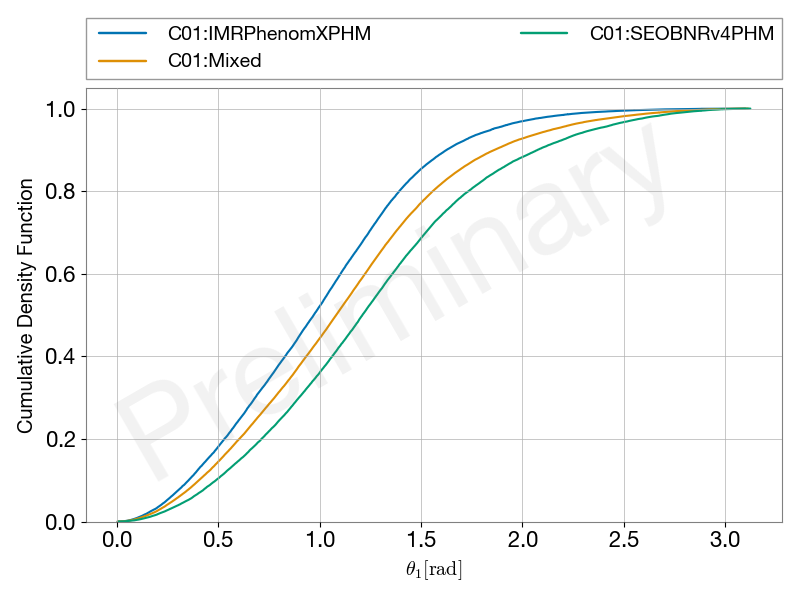 C01:IMRPhenomXPHM
C01:Mixed
C01:SEOBNRv4PHM
Cumulative Density Function
1.0
0.8
0.6
0.4
0.2
0.0
Preliminary
0.0 0.5 1.0 1.5 2.0 2.5 3.0
θ₁[rad]